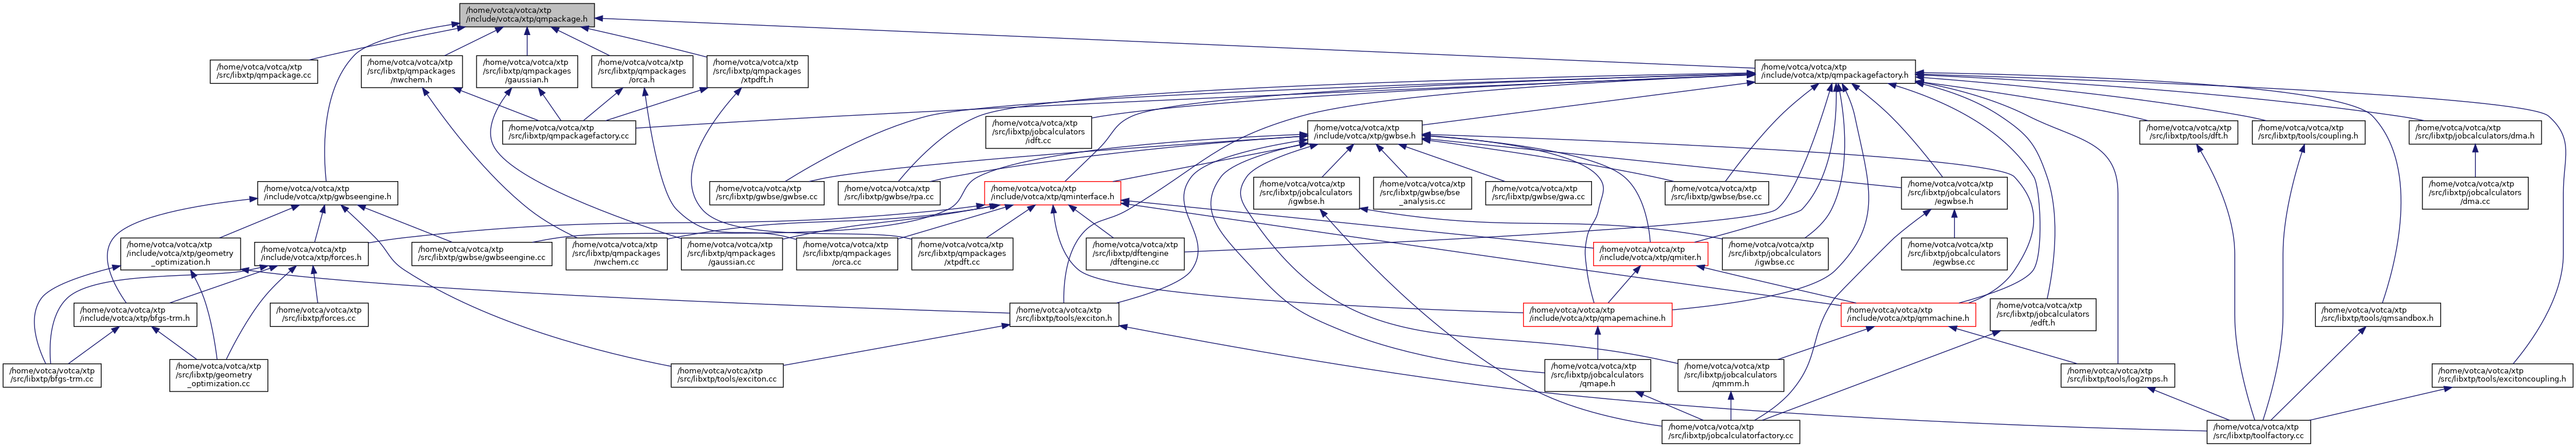 /home/votca/votca/xtp
/include/votca/xtp/qmpackage.h
/home/votca/votca/xtp
/src/libxtp/qmpackage.cc
/home/votca/votca/xtp
/src/libxtp/qmpackages
/nwchem.h
/home/votca/votca/xtp
/src/libxtp/qmpackages
/gaussian.h
/home/votca/votca/xtp
/src/libxtp/qmpackages
/orca.h
/home/votca/votca/xtp
/src/libxtp/qmpackages
/xtpdft.h
/home/votca/votca/xtp
/include/votca/xtp/qmpackagefactory.h
/home/votca/votca/xtp
/src/libxtp/qmpackagefactory.cc
/home/votca/votca/xtp
/src/libxtp/jobcalculators
/idft.cc
/home/votca/votca/xtp
/include/votca/xtp/gwbse.h
/home/votca/votca/xtp
/src/libxtp/tools/dft.h
/home/votca/votca/xtp
/src/libxtp/tools/coupling.h
/home/votca/votca/xtp
/src/libxtp/jobcalculators/dma.h
/home/votca/votca/xtp
/include/votca/xtp/gwbseengine.h
/home/votca/votca/xtp
/src/libxtp/gwbse/gwbse.cc
/home/votca/votca/xtp
/src/libxtp/gwbse/rpa.cc
/home/votca/votca/xtp
/include/votca/xtp/qminterface.h
/home/votca/votca/xtp
/src/libxtp/jobcalculators
/igwbse.h
/home/votca/votca/xtp
/src/libxtp/gwbse/bse
_analysis.cc
/home/votca/votca/xtp
/src/libxtp/gwbse/gwa.cc
/home/votca/votca/xtp
/src/libxtp/gwbse/bse.cc
/home/votca/votca/xtp
/src/libxtp/jobcalculators
/egwbse.h
/home/votca/votca/xtp
/src/libxtp/jobcalculators
/dma.cc
/home/votca/votca/xtp
/include/votca/xtp/geometry
_optimization.h
/home/votca/votca/xtp
/include/votca/xtp/forces.h
/home/votca/votca/xtp
/src/libxtp/gwbse/gwbseengine.cc
/home/votca/votca/xtp
/src/libxtp/qmpackages
/nwchem.cc
/home/votca/votca/xtp
/src/libxtp/qmpackages
/gaussian.cc
/home/votca/votca/xtp
/src/libxtp/qmpackages
/orca.cc
/home/votca/votca/xtp
/src/libxtp/qmpackages
/xtpdft.cc
/home/votca/votca/xtp
/src/libxtp/dftengine
/dftengine.cc
/home/votca/votca/xtp
/include/votca/xtp/qmiter.h
/home/votca/votca/xtp
/src/libxtp/jobcalculators
/igwbse.cc
/home/votca/votca/xtp
/src/libxtp/jobcalculators
/egwbse.cc
/home/votca/votca/xtp
/include/votca/xtp/bfgs-trm.h
/home/votca/votca/xtp
/src/libxtp/forces.cc
/home/votca/votca/xtp
/src/libxtp/tools/exciton.h
/home/votca/votca/xtp
/include/votca/xtp/qmapemachine.h
/home/votca/votca/xtp
/include/votca/xtp/qmmachine.h
/home/votca/votca/xtp
/src/libxtp/jobcalculators
/edft.h
/home/votca/votca/xtp
/src/libxtp/tools/qmsandbox.h
/home/votca/votca/xtp
/src/libxtp/bfgs-trm.cc
/home/votca/votca/xtp
/src/libxtp/geometry
_optimization.cc
/home/votca/votca/xtp
/src/libxtp/tools/exciton.cc
/home/votca/votca/xtp
/src/libxtp/jobcalculators
/qmape.h
/home/votca/votca/xtp
/src/libxtp/jobcalculators
/qmmm.h
/home/votca/votca/xtp
/src/libxtp/tools/log2mps.h
/home/votca/votca/xtp
/src/libxtp/tools/excitoncoupling.h
/home/votca/votca/xtp
/src/libxtp/jobcalculatorfactory.cc
/home/votca/votca/xtp
/src/libxtp/toolfactory.cc